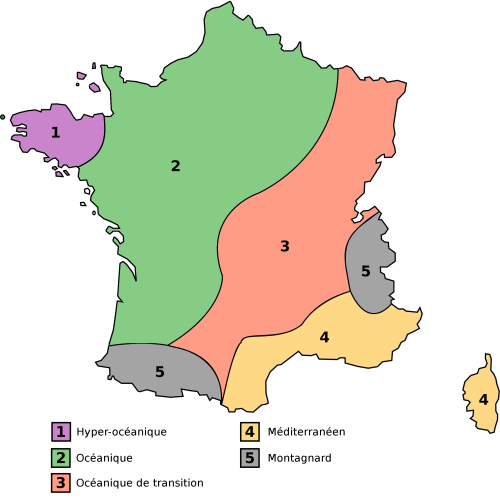 1
2
3
5
4
5
4
1 Hyper-océanique
2 Océanique
3 Océanique de transition
4 Méditerranéen
5 Montagnard